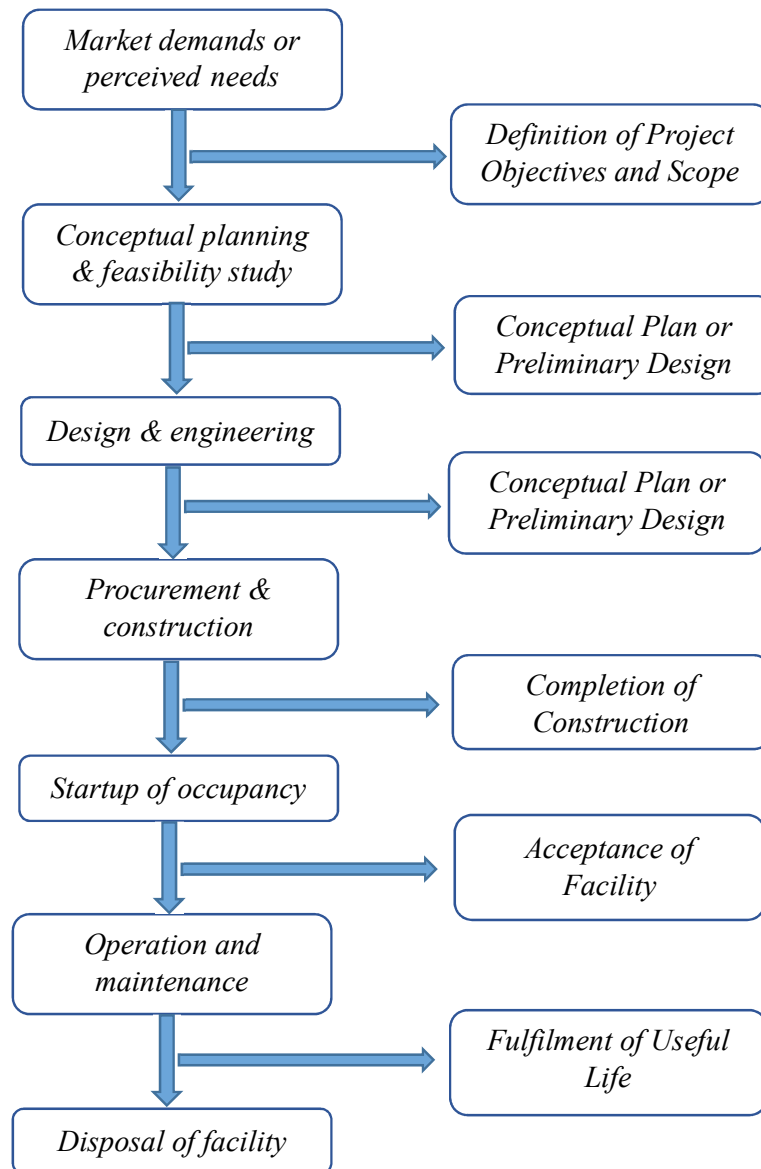 Market demands or
perceived needs
Definition of Project
Objectives and Scope
Conceptual planning
& feasibility study
Conceptual Plan or
Preliminary Design
Design & engineering
Conceptual Plan or
Preliminary Design
Procurement &
construction
Completion of
Construction
Startup of occupancy
Acceptance of
Facility
Operation and
maintenance
Fulfilment of Useful
Life
Disposal of facility